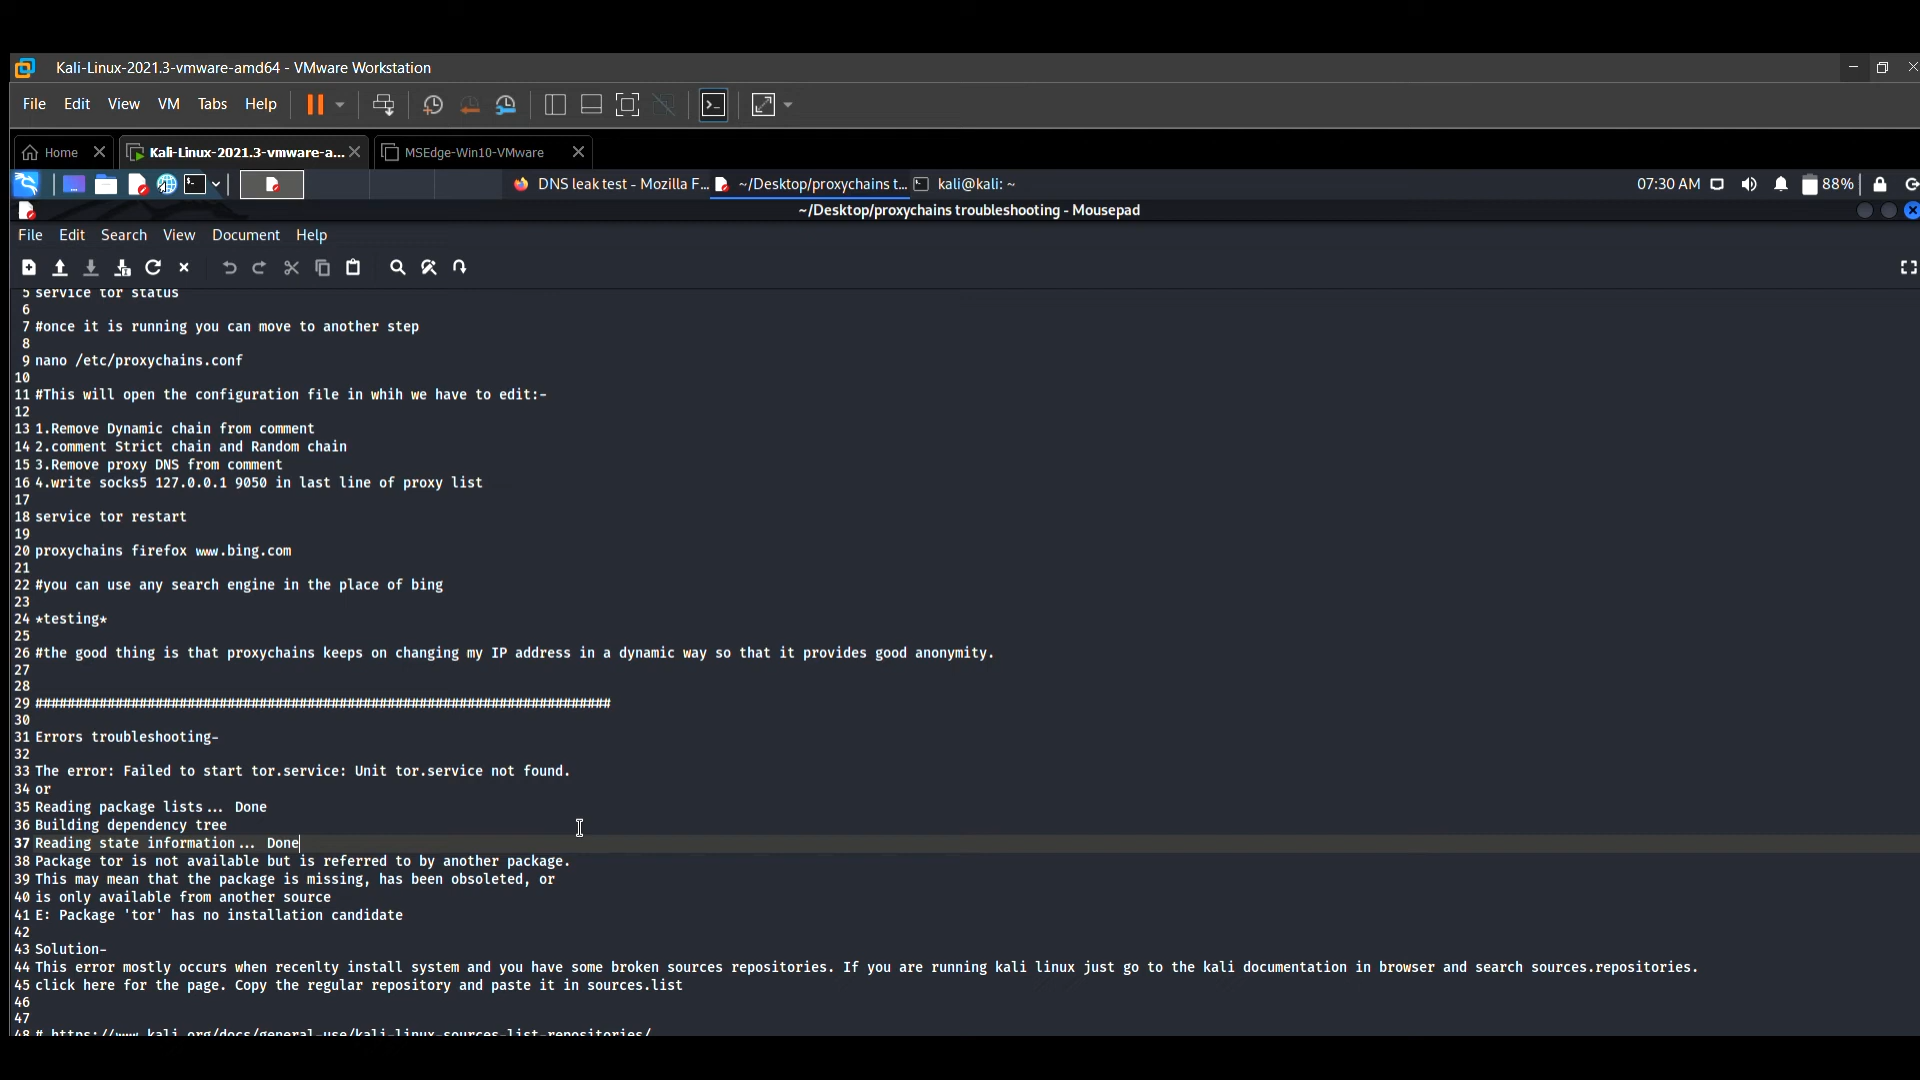 Kali-Linux-2021.3-vmware-amd64 - VMware Workstation
File Edit View VM Tabs Help
Home Kali-Linux-2021.3-vmware-a... MSEdge-Win10-VMware
DNS leak test - Mozilla F... ~/Desktop/proxychains t... kali@kali: ~ 07:30 AM 88%
~/Desktop/proxychains troubleshooting - Mousepad
File Edit Search View Document Help
5 service tor status
6
7 #once it is running you can move to another step
8
9 nano /etc/proxychains.conf
10
11 #This will open the configuration file in whih we have to edit:-
12
13 1.Remove Dynamic chain from comment
14 2.comment Strict chain and Random chain
15 3.Remove proxy DNS from comment
16 4.write socks5 127.0.0.1 9050 in last line of proxy list
17
18 service tor restart
19
20 proxychains firefox www.bing.com
21
22 #you can use any search engine in the place of bing
23
24 *testing*
25
26 #the good thing is that proxychains keeps on changing my IP address in a dynamic way so that it provides good anonymity.
27
28
29 ########################################################################
30
31 Errors troubleshooting-
32
33 The error: Failed to start tor.service: Unit tor.service not found.
34 or
35 Reading package lists... Done
36 Building dependency tree
37 Reading state information... Done
38 Package tor is not available but is referred to by another package.
39 This may mean that the package is missing, has been obsoleted, or
40 is only available from another source
41 E: Package 'tor' has no installation candidate
42
43 Solution-
44 This error mostly occurs when recenlty install system and you have some broken sources repositories. If you are running kali linux just go to the kali documentation in browser and search sources.repositories.
45 click here for the page. Copy the regular repository and paste it in sources.list
46
47
48 # https://www.kali.org/docs/general-use/kali-linux-sources-list-repositories/